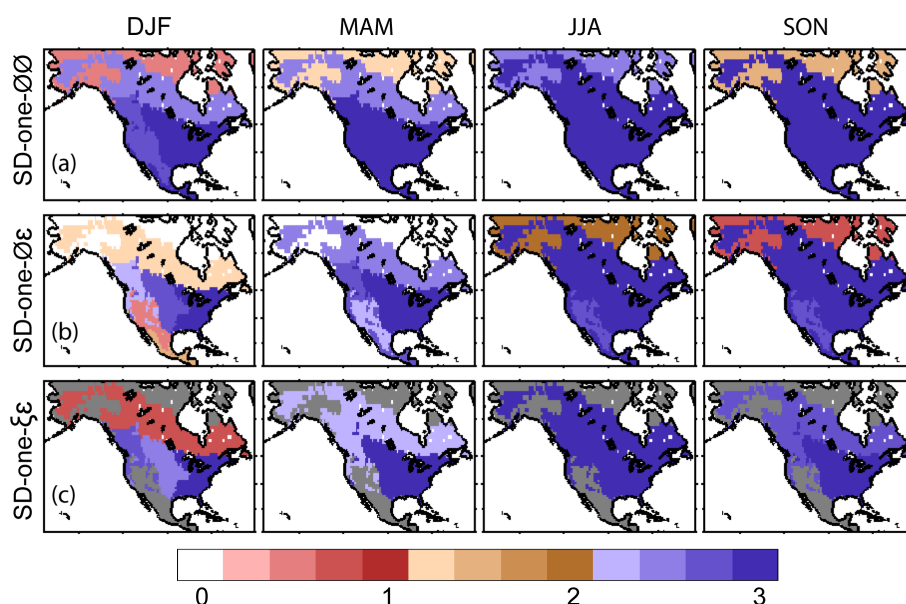 DJF MAM JJA SON
SD-one-ØØ
(a)
SD-one-Øε
(b)
SD-one-ξε
(c)
0 1 2 3